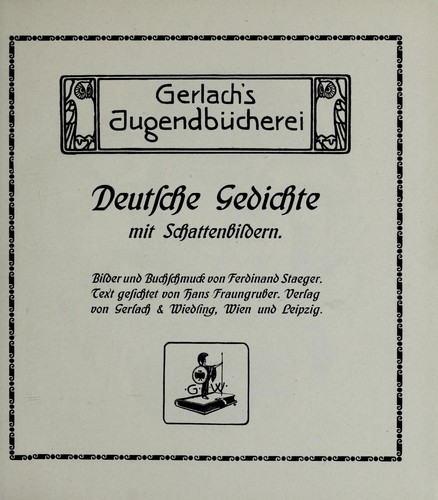 Gerlach's
Jugendbücherei
Deutsche Gedichte
mit Schattenbildern.
Bilder und Buchschmuck von Ferdinand Staeger.
Text gesichtet von Hans Fraungruber. Verlag
von Gerlach & Wiedling, Wien und Leipzig.
G W